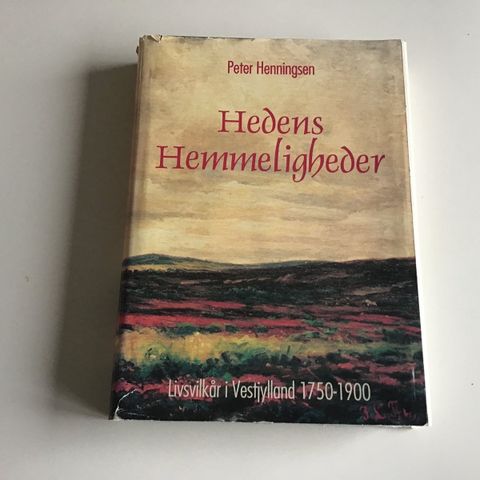 Peter Henningsen
Hedens
Hemmeligheder
Livsvilkår i Vestjylland 1750-1900